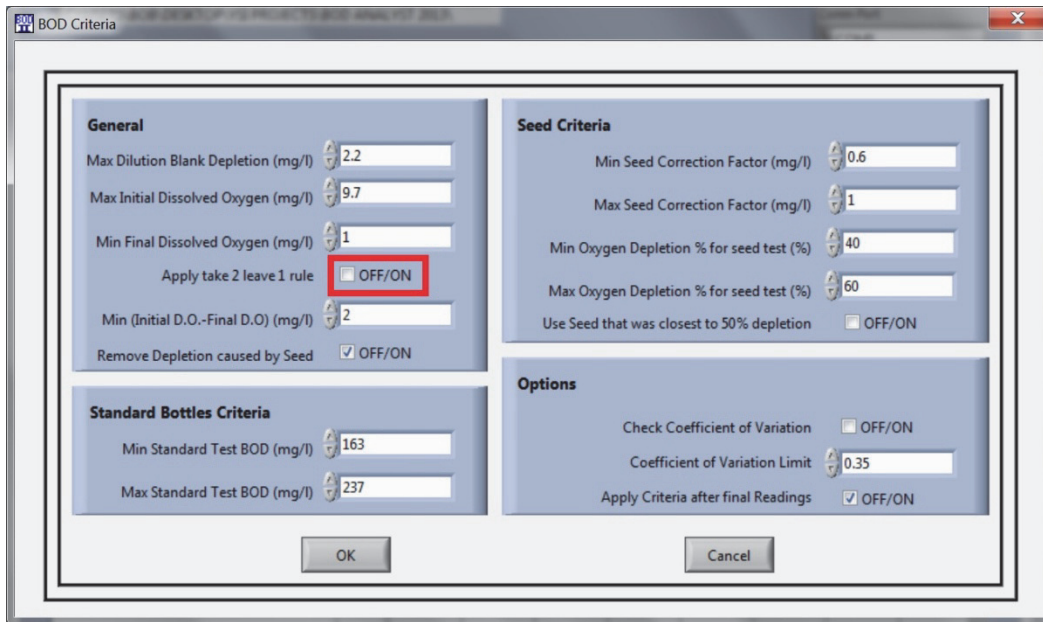 BOD Criteria
General
Max Dilution Blank Depletion (mg/l) 2.2
Max Initial Dissolved Oxygen (mg/l) 9.7
Min Final Dissolved Oxygen (mg/l) 1
Apply take 2 leave 1 rule OFF/ON
Min (Initial D.O.-Final D.O) (mg/l) 2
Remove Depletion caused by Seed OFF/ON
Standard Bottles Criteria
Min Standard Test BOD (mg/l) 163
Max Standard Test BOD (mg/l) 237
Seed Criteria
Min Seed Correction Factor (mg/l) 0.6
Max Seed Correction Factor (mg/l) 1
Min Oxygen Depletion % for seed test (%) 40
Max Oxygen Depletion % for seed test (%) 60
Use Seed that was closest to 50% depletion OFF/ON
Options
Check Coefficient of Variation OFF/ON
Coefficient of Variation Limit 0.35
Apply Criteria after final Readings OFF/ON
OK
Cancel